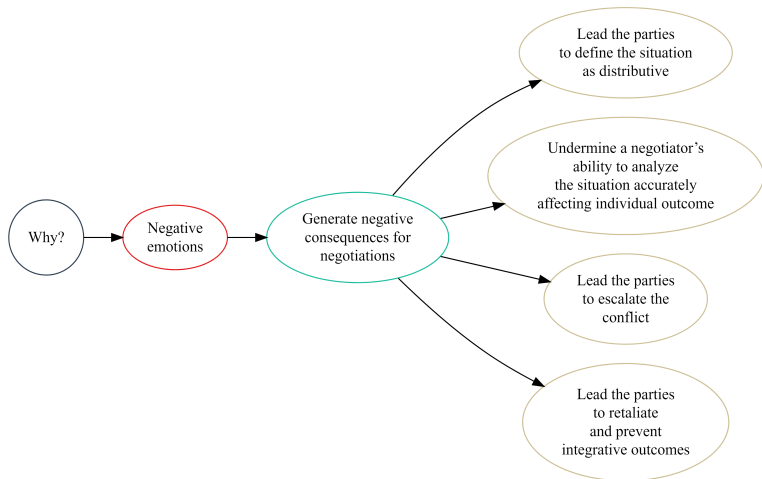 Why?
Negative
emotions
Generate negative
consequences for
negotiations
Lead the parties
to define the situation
as distributive
Undermine a negotiator’s
ability to analyze
the situation accurately
affecting individual outcome
Lead the parties
to escalate the
conflict
Lead the parties
to retaliate
and prevent
integrative outcomes